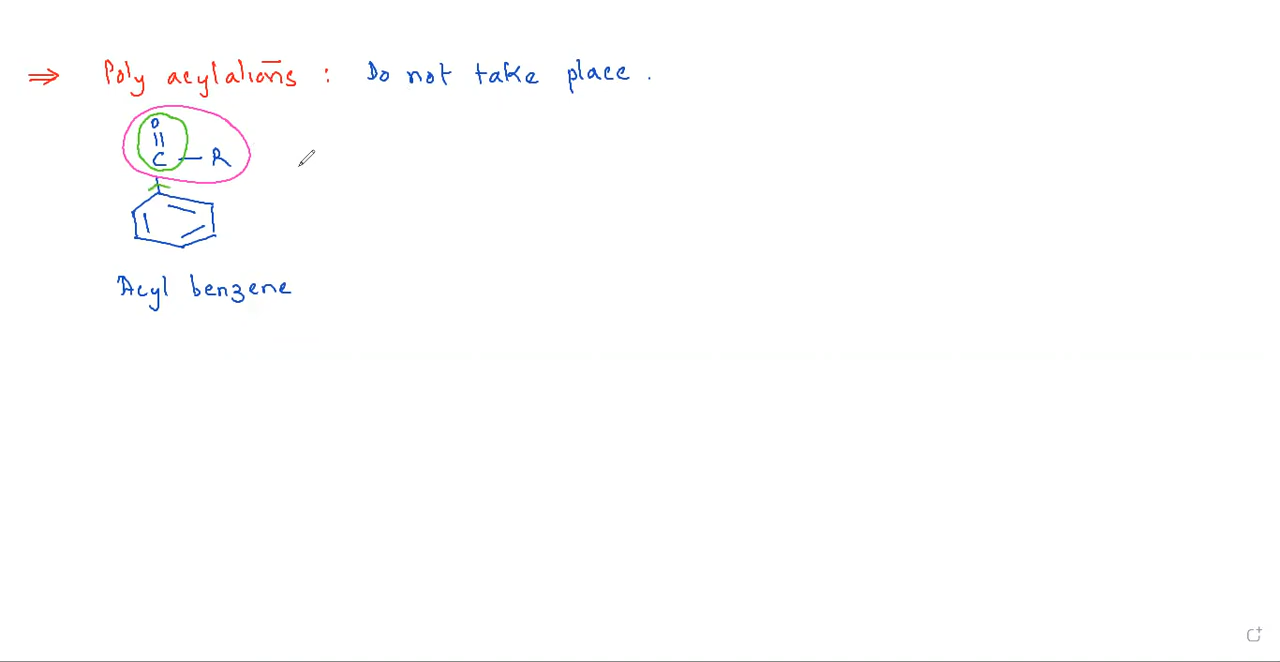 ⇒ Poly acylations : Do not take place .
O
||
C — R
Acyl benzene